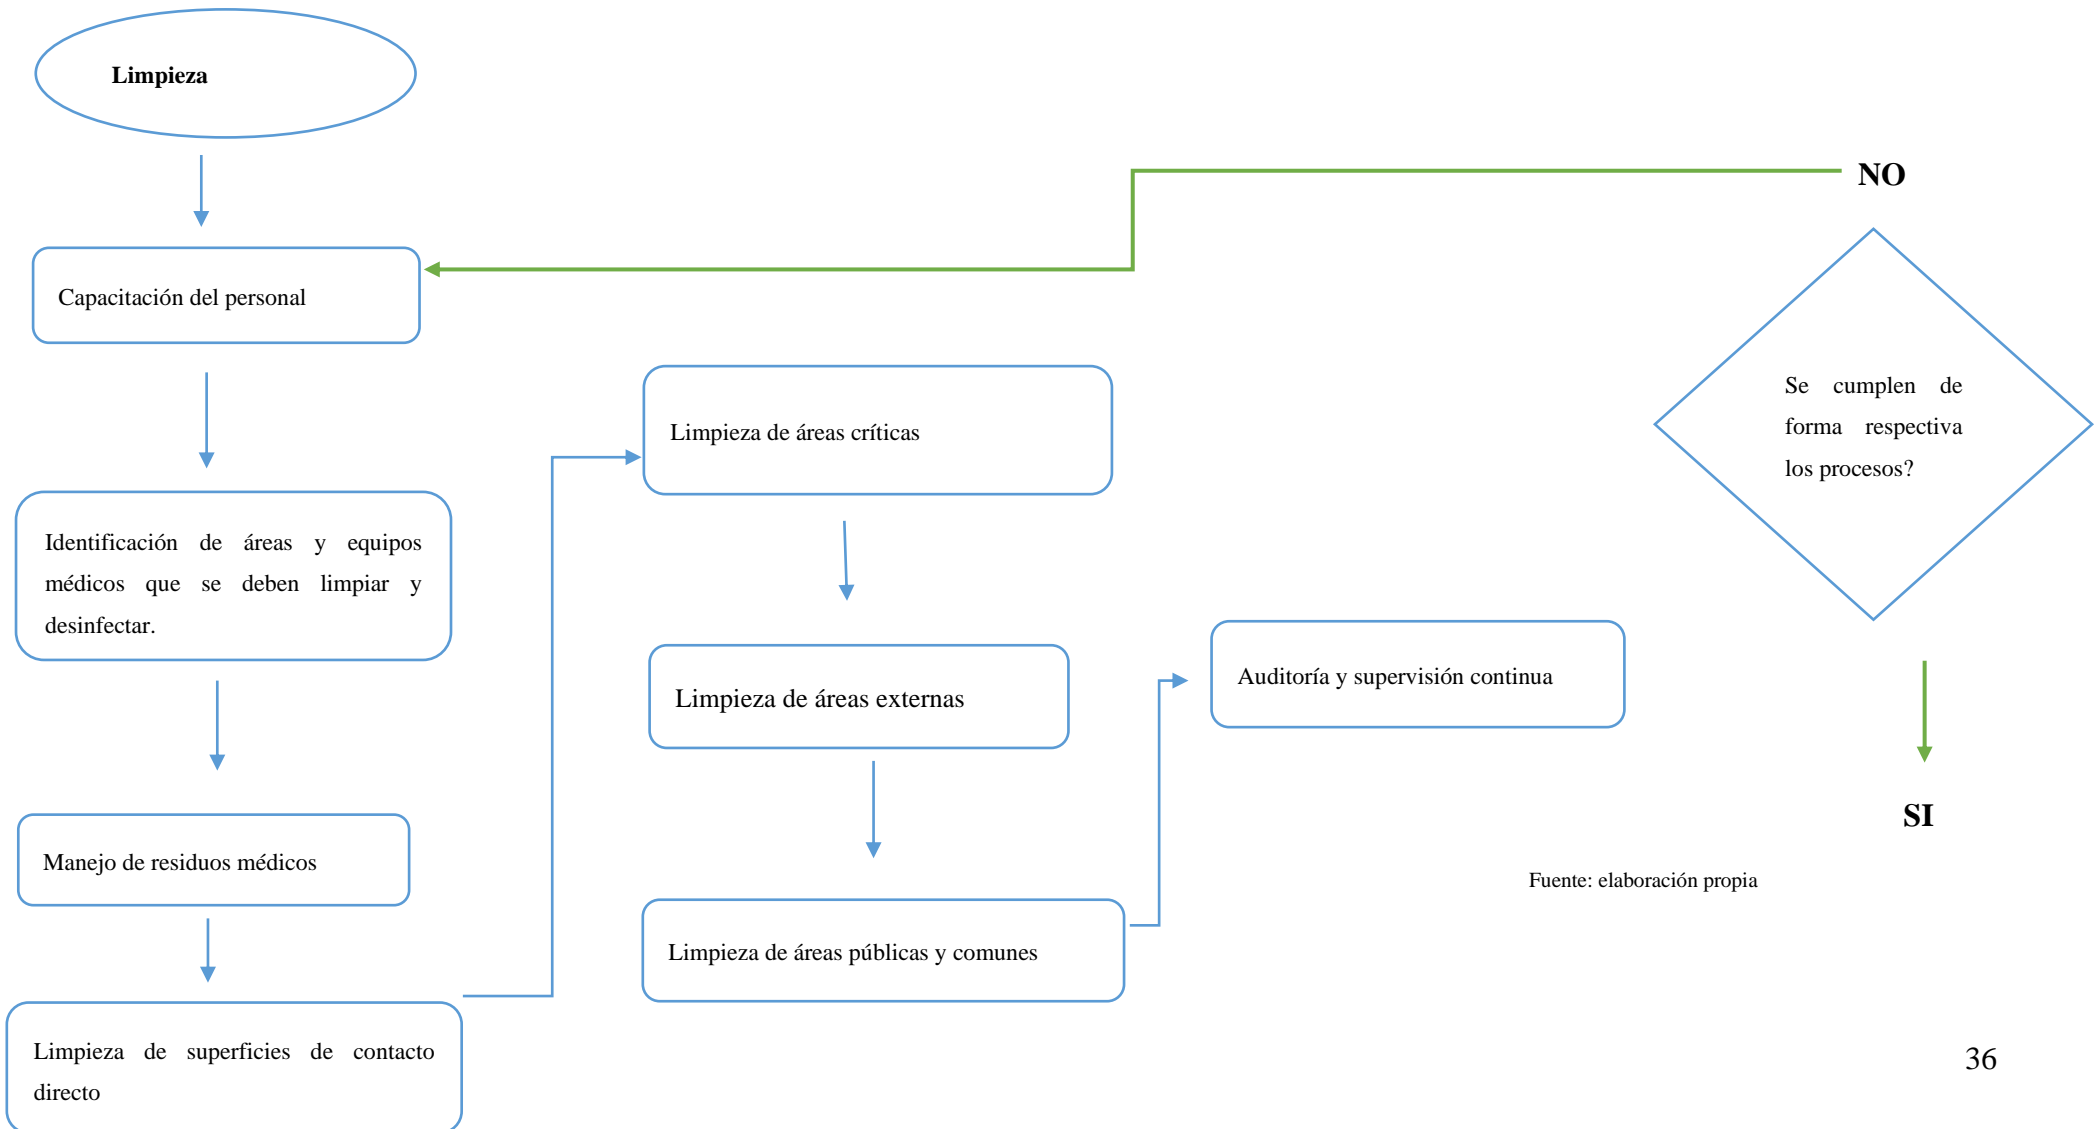 Limpieza
Capacitación del personal
Identificación de áreas y equipos
médicos que se deben limpiar y
desinfectar.
Manejo de residuos médicos
Limpieza de superficies de contacto
directo
Limpieza de áreas críticas
Limpieza de áreas externas
Limpieza de áreas públicas y comunes
Auditoría y supervisión continua
NO
Se cumplen de
forma respectiva
los procesos?
SI
Fuente: elaboración propia
36